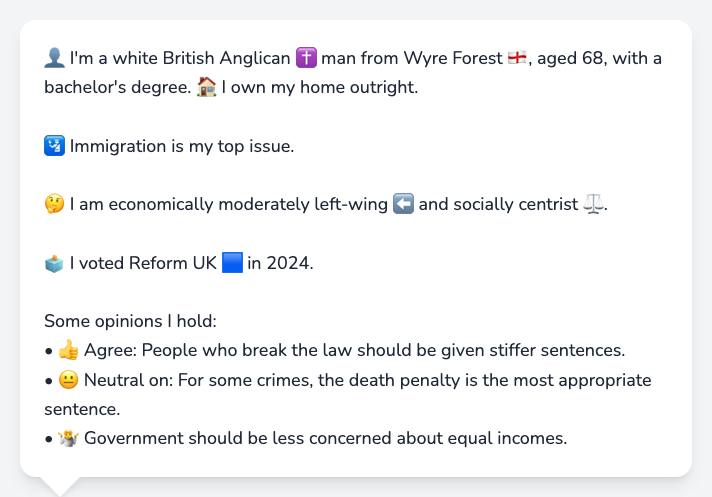 👤 I'm a white British Anglican ✝️ man from Wyre Forest 🏴󠁧󠁢󠁥󠁮󠁧󠁿, aged 68, with a
bachelor's degree. 🏠 I own my home outright.
🛂 Immigration is my top issue.
🤔 I am economically moderately left-wing ⬅️ and socially centrist ⚖️.
🗳️ I voted Reform UK 🟦 in 2024.
Some opinions I hold:
• 👍 Agree: People who break the law should be given stiffer sentences.
• 😐 Neutral on: For some crimes, the death penalty is the most appropriate
sentence.
• 🤷 Government should be less concerned about equal incomes.